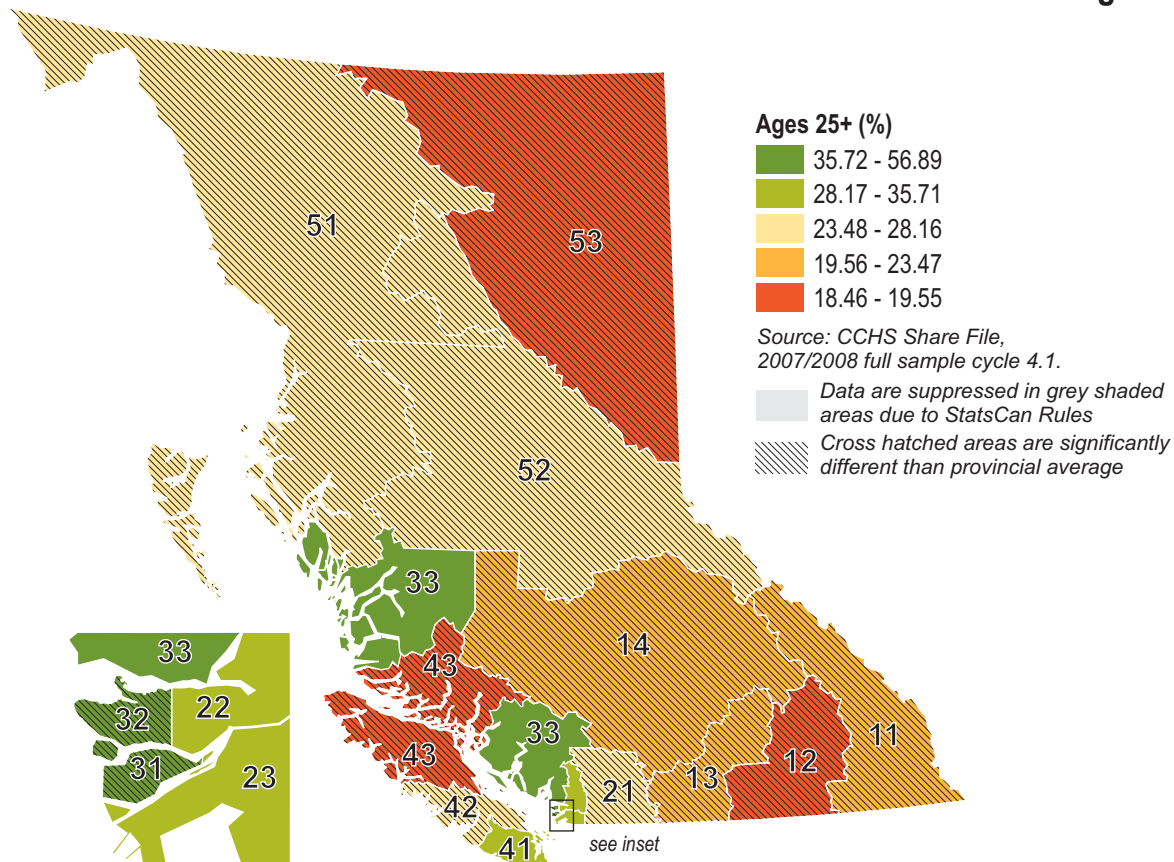 g
Ages 25+ (%)
35.72 - 56.89
28.17 - 35.71
23.48 - 28.16
19.56 - 23.47
18.46 - 19.55
Source: CCHS Share File,
2007/2008 full sample cycle 4.1.
Data are suppressed in grey shaded
areas due to StatsCan Rules
Cross hatched areas are significantly
different than provincial average
51
53
52
33
14
43
33
43
11
12
13
21
42
41
see inset
33
32
22
31
23